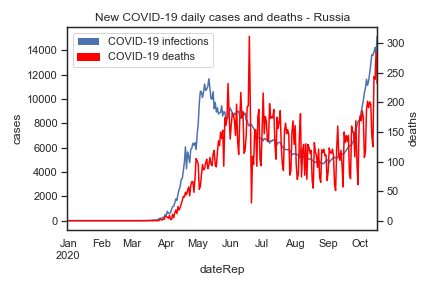 New COVID-19 daily cases and deaths - Russia
COVID-19 infections
COVID-19 deaths
14000
12000
10000
8000
6000
4000
2000
0
cases
300
250
200
150
100
50
0
deaths
Jan Feb Mar Apr May Jun Jul Aug Sep Oct
2020
dateRep